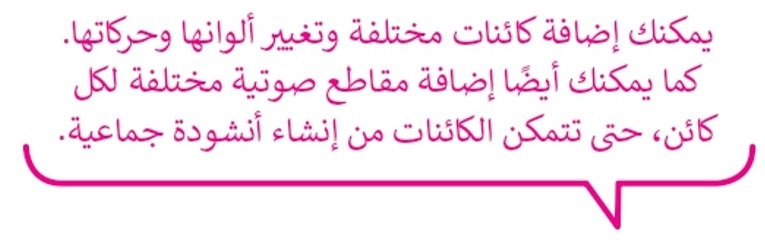 يمكنك إضافة كائنات مختلفة وتغيير ألوانها وحركاتها.
كما يمكنك أيضًا إضافة مقاطع صوتية مختلفة لكل
كائن، حتى تتمكن الكائنات من إنشاء أنشودة جماعية.